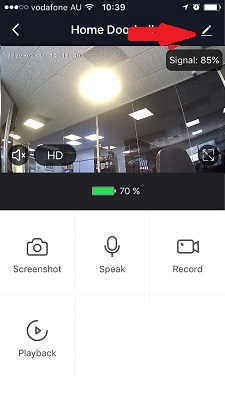 vodafone AU 10:39
Home
Signal: 85%
HD
70 %
Screenshot Speak Record
Playback